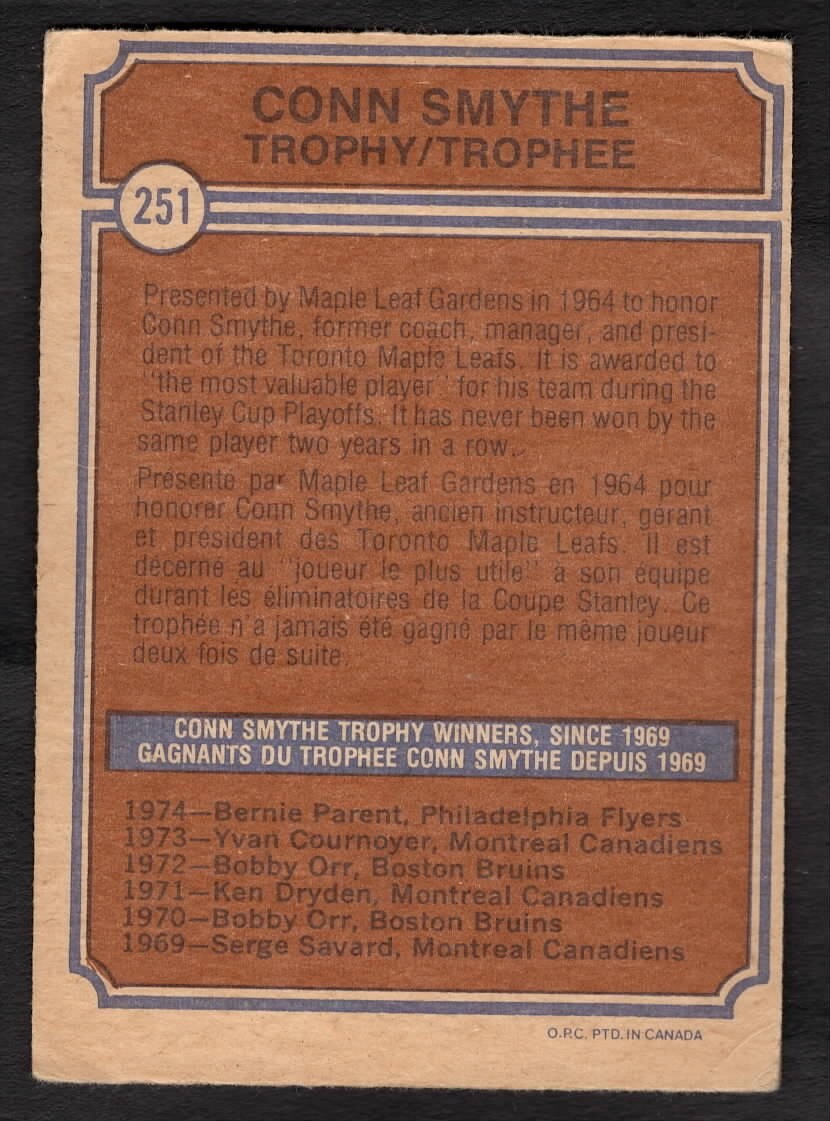 CONN SMYTHE
TROPHY/TROPHEE
251
Presented by Maple Leaf Gardens in 1964 to honor
Conn Smythe, former coach, manager, and presi-
dent of the Toronto Maple Leafs. It is awarded to
"the most valuable player" for his team during the
Stanley Cup Playoffs. It has never been won by the
same player two years in a row.
Présenté par Maple Leaf Gardens en 1964 pour
honorer Conn Smythe, ancien instructeur, gérant
et président des Toronto Maple Leafs. Il est
décerné au "joueur le plus utile" à son équipe
durant les éliminatoires de la Coupe Stanley. Ce
trophée n'a jamais été gagné par le même joueur
deux fois de suite.
CONN SMYTHE TROPHY WINNERS, SINCE 1969
GAGNANTS DU TROPHEE CONN SMYTHE DEPUIS 1969
1974—Bernie Parent, Philadelphia Flyers
1973—Yvan Cournoyer, Montreal Canadiens
1972—Bobby Orr, Boston Bruins
1971—Ken Dryden, Montreal Canadiens
1970—Bobby Orr, Boston Bruins
1969—Serge Savard, Montreal Canadiens
O.P.C. PTD. IN CANADA